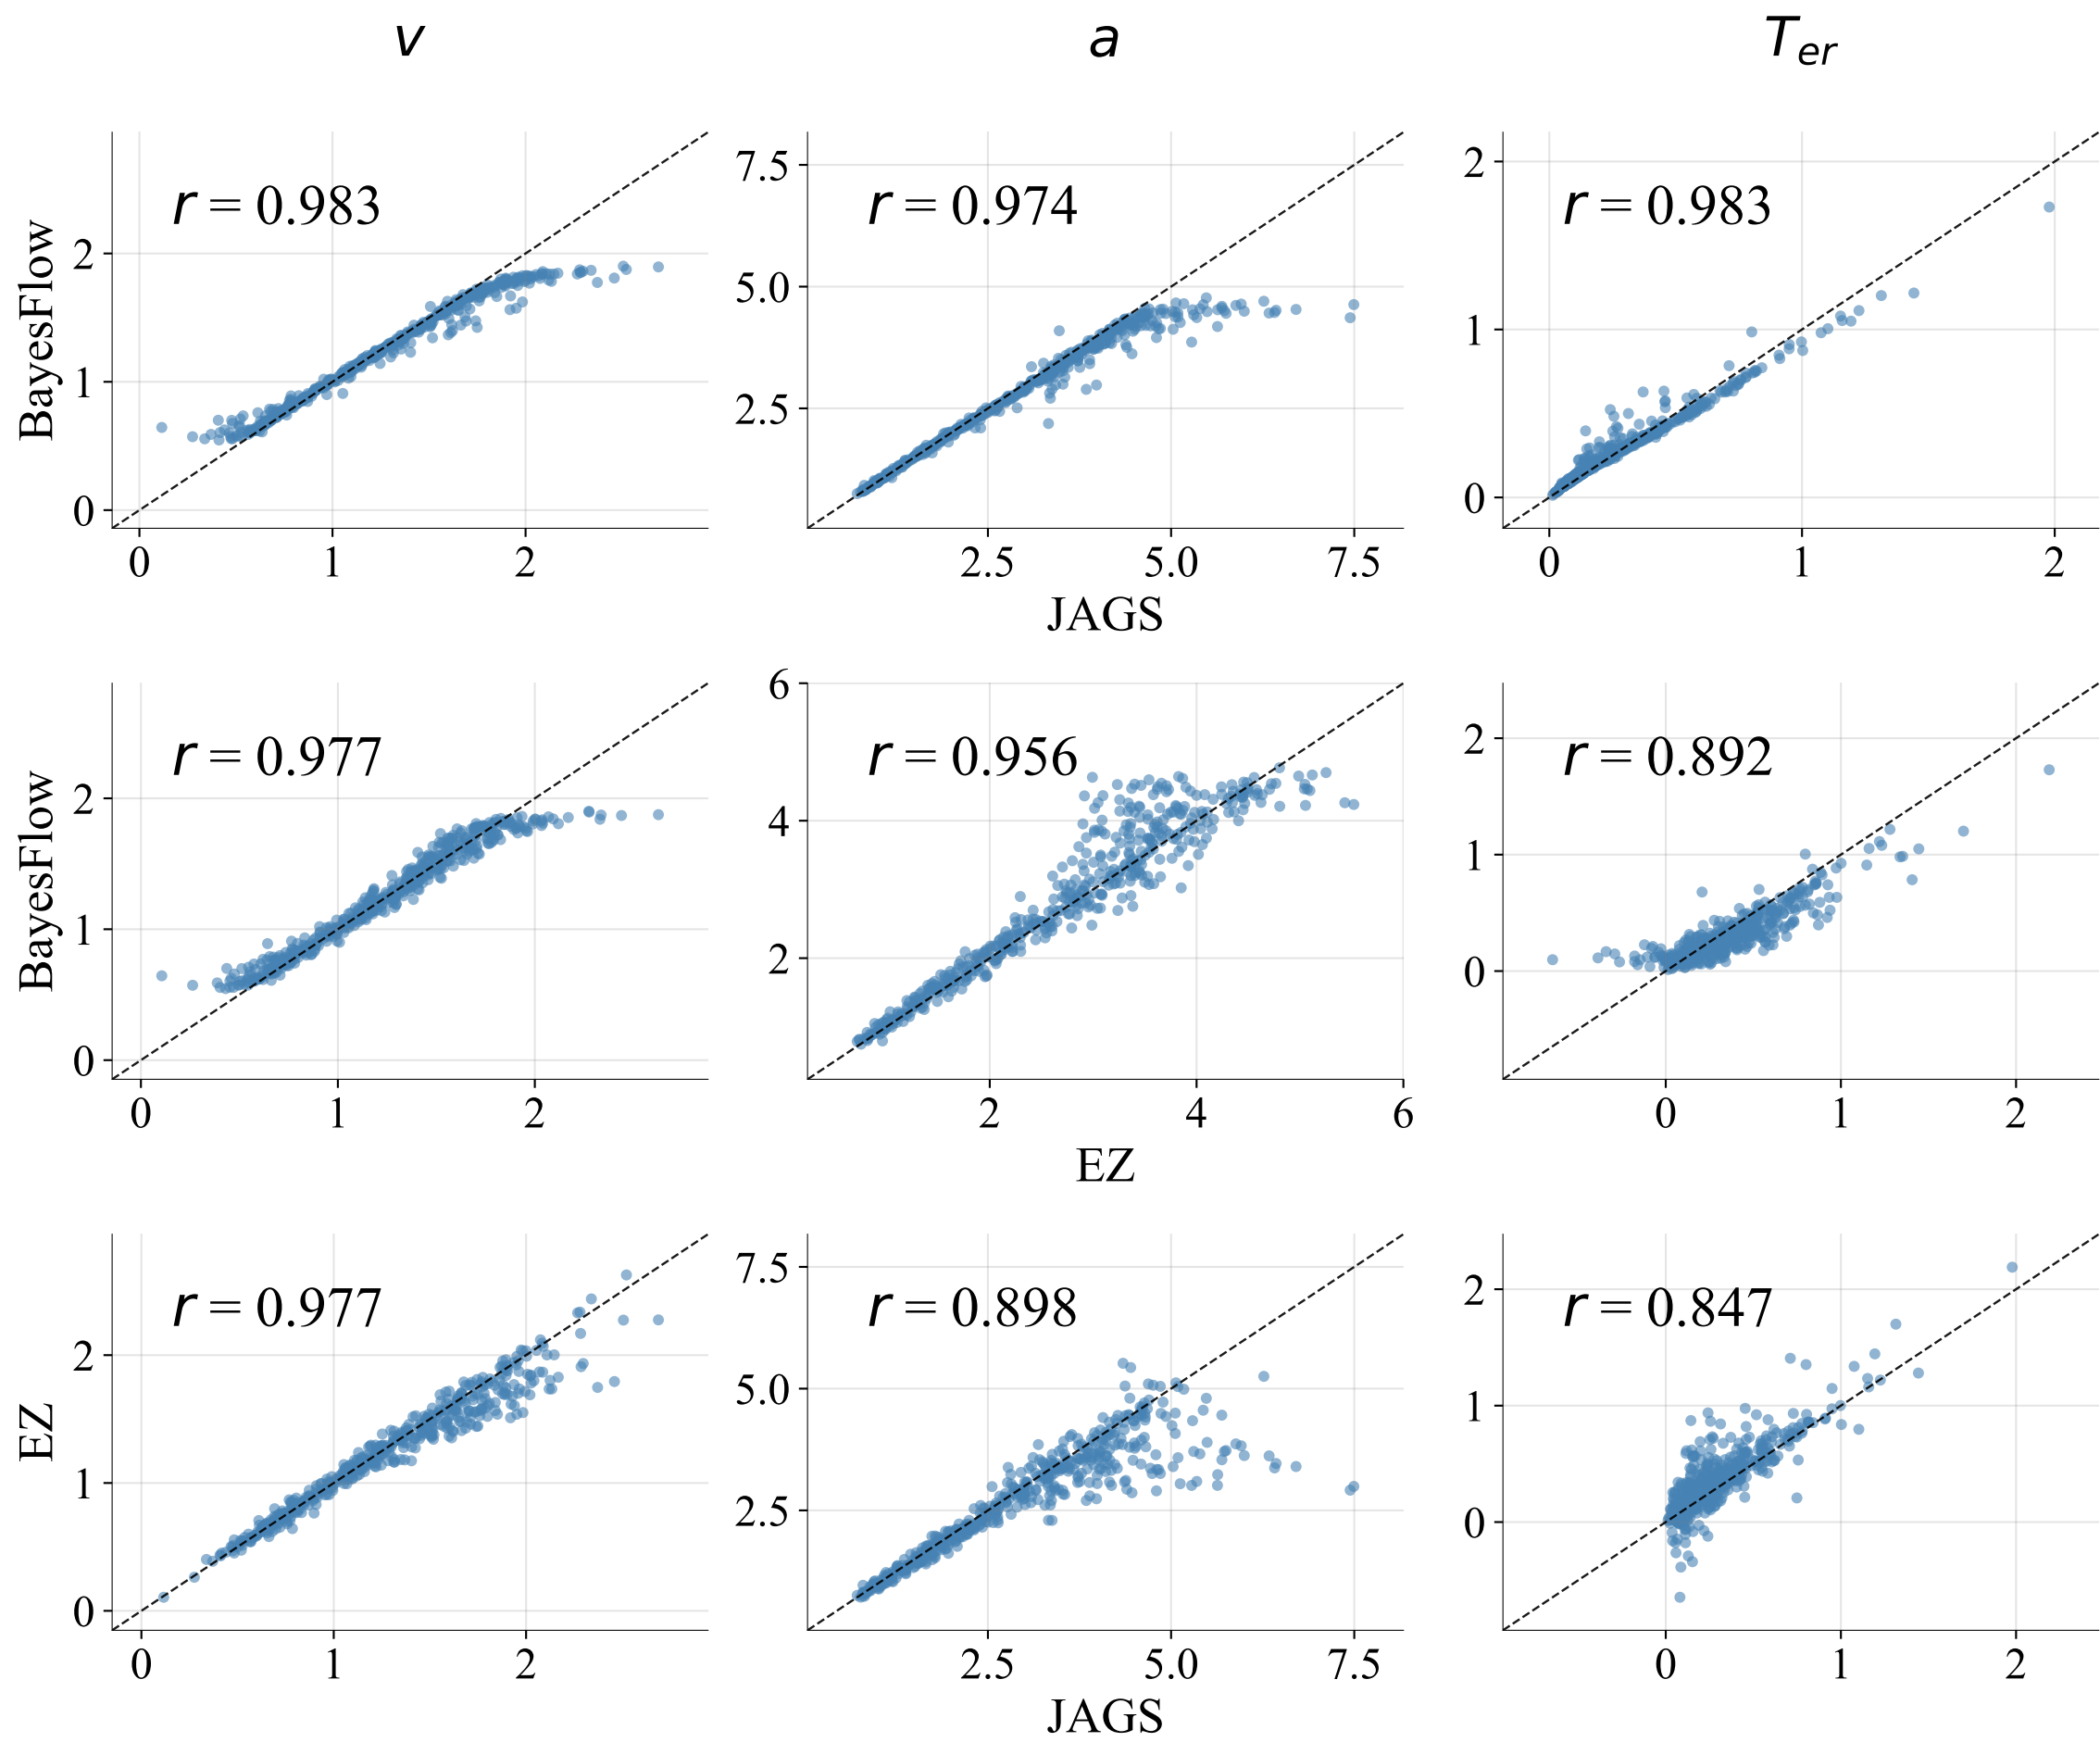 v a T_er
BayesFlow
r = 0.983
0 1 2
0 1 2
r = 0.974
2.5 5.0 7.5
2.5 5.0 7.5
JAGS
r = 0.983
0 1 2
0 1 2
BayesFlow
r = 0.977
0 1 2
0 1 2
r = 0.956
2 4 6
2 4 6
EZ
r = 0.892
0 1 2
0 1 2
EZ
r = 0.977
0 1 2
0 1 2
r = 0.898
2.5 5.0 7.5
2.5 5.0 7.5
JAGS
r = 0.847
0 1 2
0 1 2